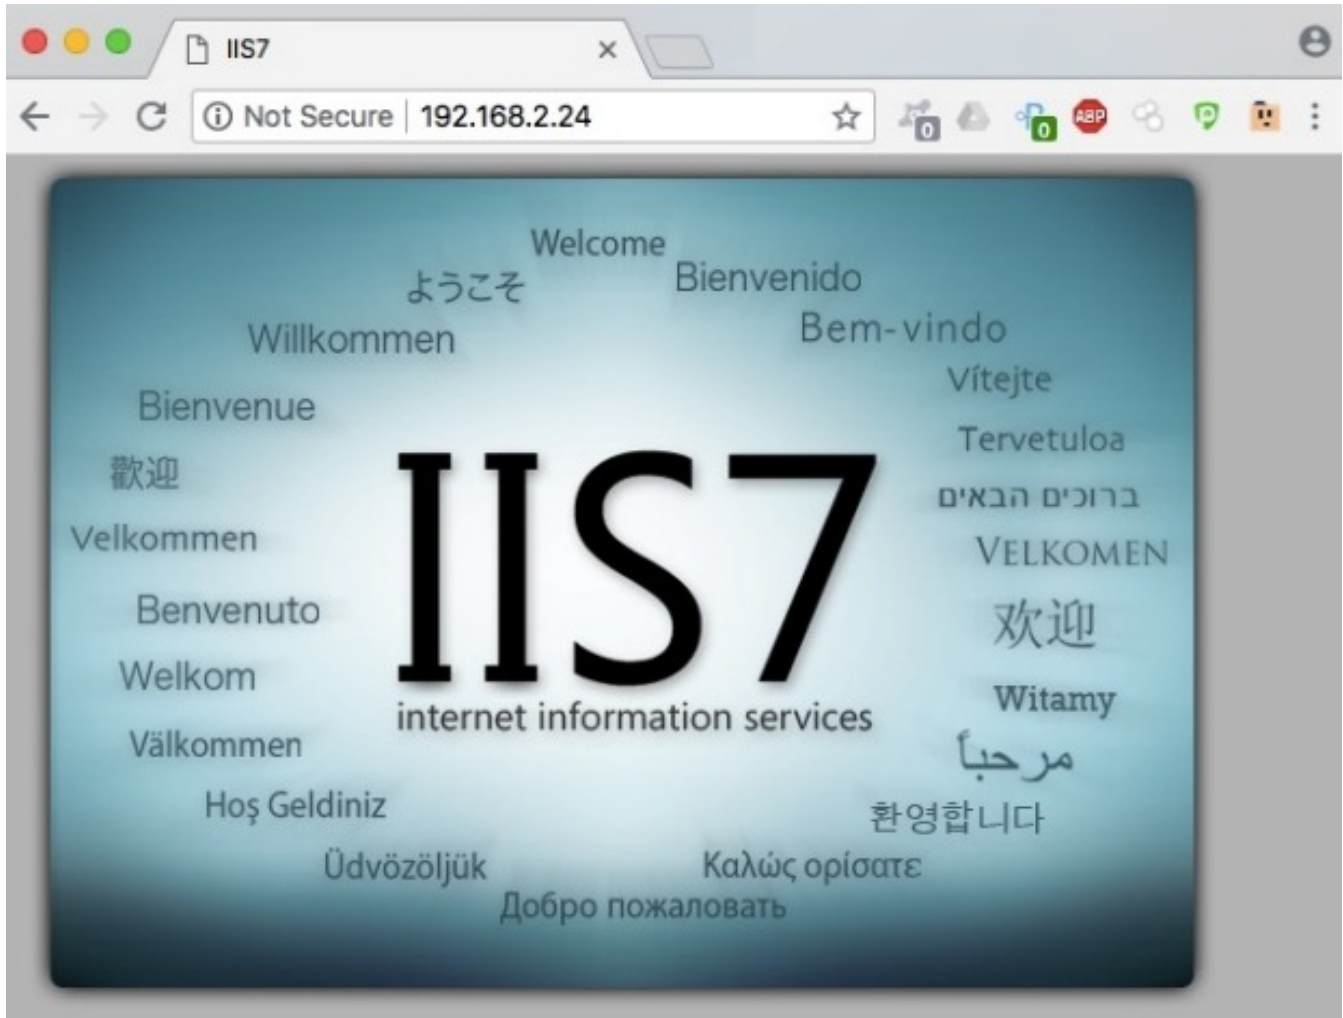 IIS7
Not Secure | 192.168.2.24
0
0
ABP
Welcome
ようこそ
Bienvenido
Willkommen
Bem-vindo
Vítejte
Bienvenue
Tervetuloa
歡迎
ברוכים הבאים
Velkommen
VELKOMEN
Benvenuto
欢迎
Welkom
Witamy
Välkommen
مرحباً
Hoş Geldiniz
환영합니다
Üdvözöljük
Καλώς ορίσατε
Добро пожаловать
IIS7
internet information services